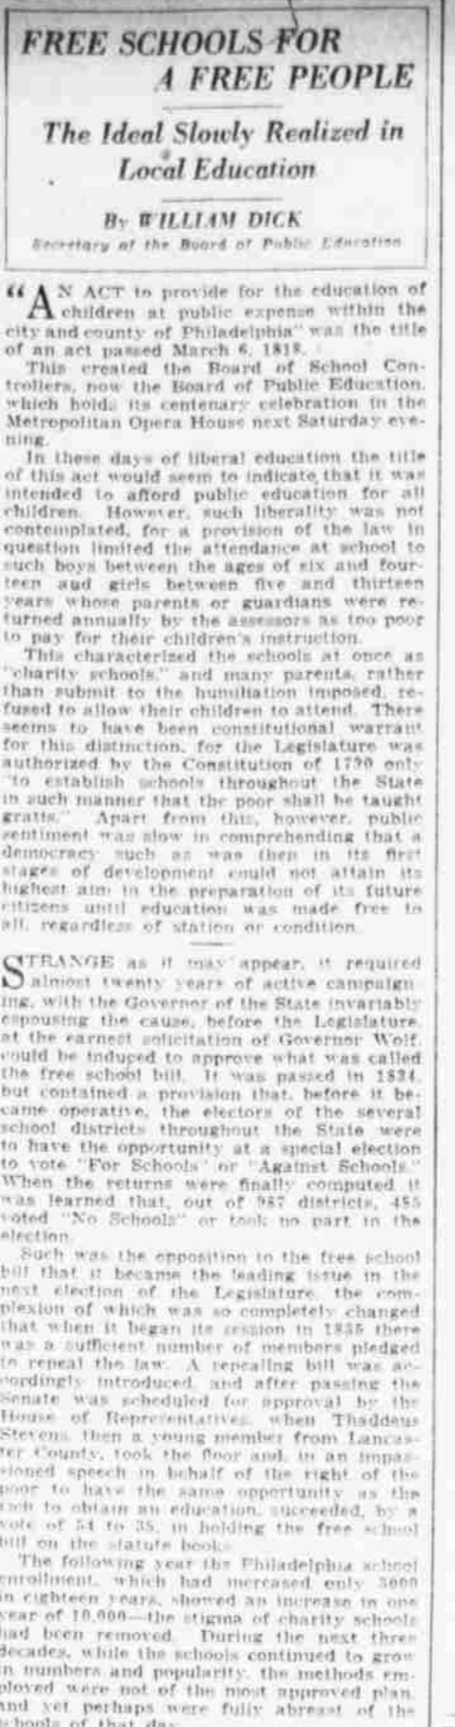 FREE SCHOOLS FOR
A FREE PEOPLE
The Ideal Slowly Realized in
Local Education
By WILLIAM DICK
Secretary of the Board of Public Education
"AN ACT to provide for the education of
children at public expense within the
city and county of Philadelphia" was the title
of an act passed March 6, 1818.
This created the Board of School Con-
trollers, now the Board of Public Education,
which holds its centenary celebration in the
Metropolitan Opera House next Saturday eve-
ning.
In these days of liberal education the title
of this act would seem to indicate that it was
intended to afford public education for all
children. However, such liberality was not
contemplated, for a provision of the law in
question limited the attendance at school to
such boys between the ages of six and four-
teen and girls between five and thirteen
years whose parents or guardians were re-
turned annually by the assessors as too poor
to pay for their children's instruction.
This characterized the schools at once as
"charity schools," and many parents, rather
than submit to the humiliation imposed, re-
fused to allow their children to attend. There
seems to have been constitutional warrant
for this distinction, for the Legislature was
authorized by the Constitution of 1790 only
"to establish schools throughout the State
in such manner that the poor shall be taught
gratis." Apart from this, however, public
sentiment was slow in comprehending that a
democracy such as was then in its first
stages of development could not attain its
highest aim in the preparation of its future
citizens until education was made free to
all, regardless of station or condition.
STRANGE as it may appear, it required
almost twenty years of active campaign-
ing, with the Governor of the State invariably
espousing the cause, before the Legislature,
at the earnest solicitation of Governor Wolf,
could be induced to approve what was called
the free school bill. It was passed in 1834,
but contained a provision that, before it be-
came operative, the electors of the several
school districts throughout the State were
to have the opportunity at a special election
to vote "For Schools" or "Against Schools."
When the returns were finally computed it
was learned that, out of 987 districts, 485
voted "No Schools" or took no part in the
election.
Such was the opposition to the free school
bill that it became the leading issue in the
next election of the Legislature, the com-
plexion of which was so completely changed
that when it began its session in 1835 there
was a sufficient number of members pledged
to repeal the law. A repealing bill was ac-
cordingly introduced, and after passing the
Senate was scheduled for approval by the
House of Representatives, when Thaddeus
Stevens, then a young member from Lancas-
ter County, took the floor and, in an impas-
sioned speech in behalf of the right of the
poor to have the same opportunity as the
rich to obtain an education, succeeded, by a
vote of 54 to 35, in holding the free school
bill on the statute books.
The following year the Philadelphia school
enrollment, which had increased only 3000
in eighteen years, showed an increase in one
year of 10,000—the stigma of charity schools
had been removed. During the next three
decades, while the schools continued to grow
in numbers and popularity, the methods em-
ployed were not of the most approved plan,
and yet perhaps were fully abreast of the
schools of that day.